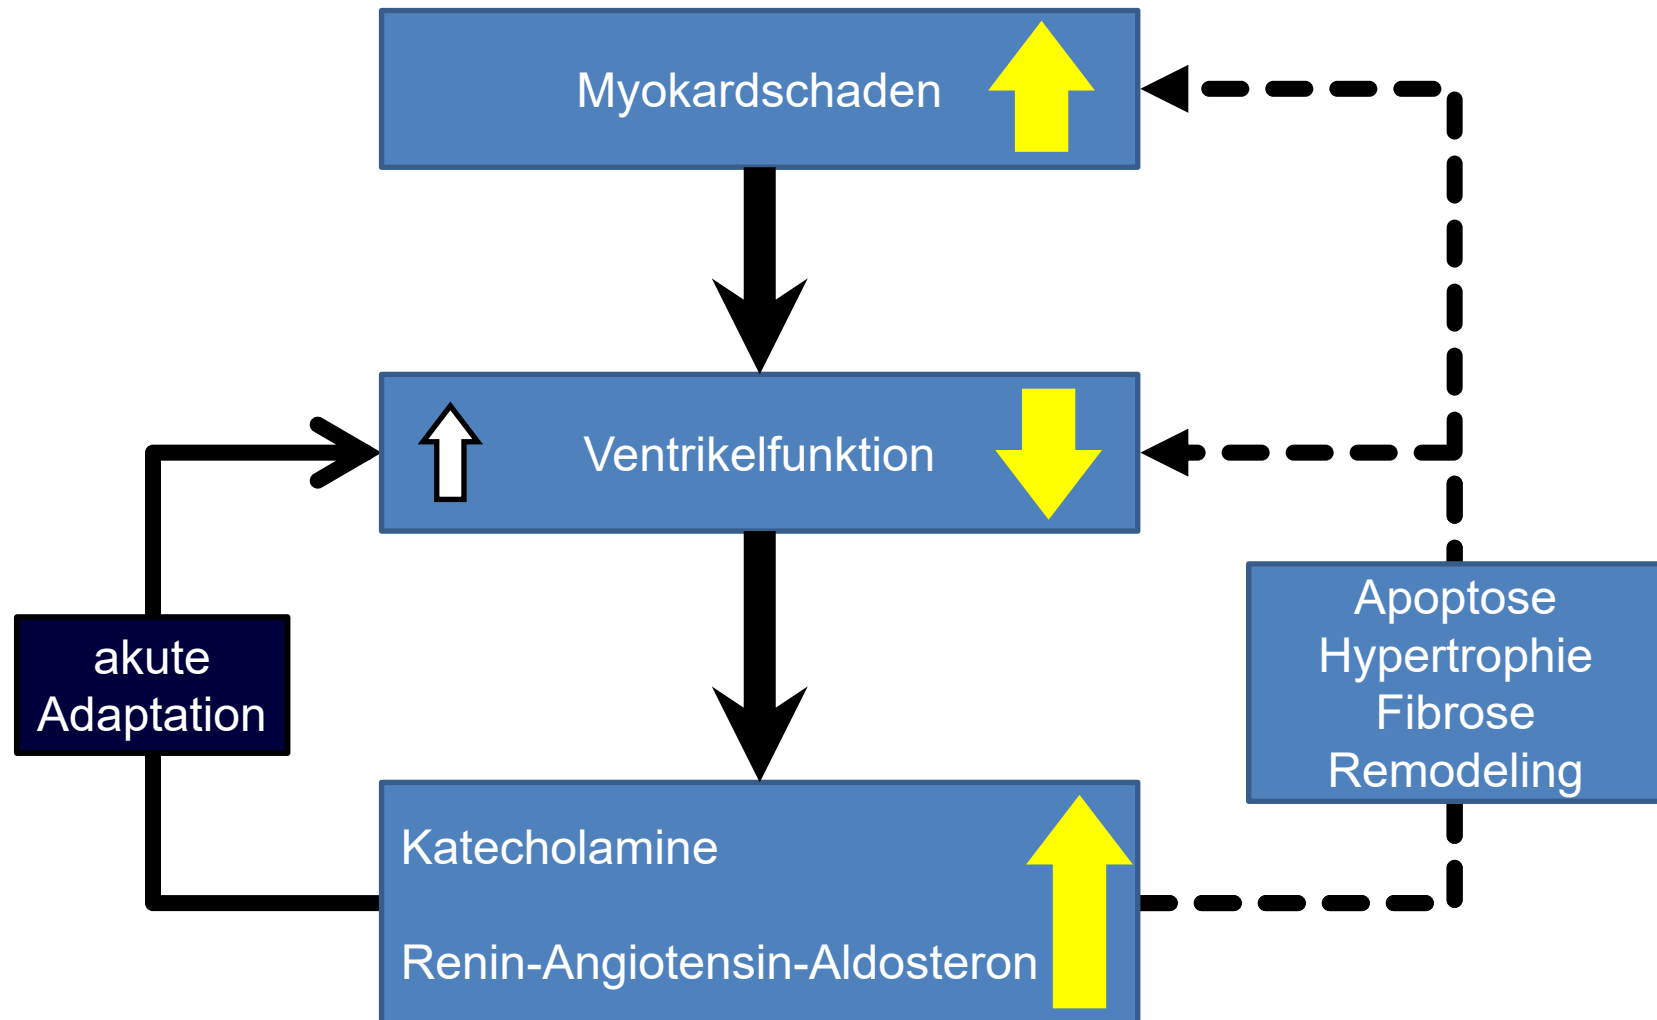 Myokardschaden
Ventrikelfunktion
akute
Adaptation
Apoptose
Hypertrophie
Fibrose
Remodeling
Katecholamine
Renin-Angiotensin-Aldosteron